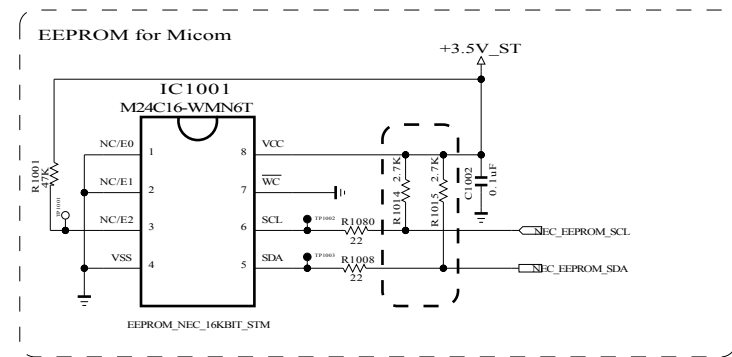 EEPROM for Micom
+3.5V_ST
IC1001
M24C16-WMN6T
R1001
47K
TP1001
NC/E0
1
NC/E1
2
NC/E2
3
VSS
4
8
VCC
7
WC
6
SCL
5
SDA
TP1002
R1080
22
TP1003
R1008
22
R1014
2.7K
R1015
2.7K
C1002
0.1uF
NEC_EEPROM_SCL
NEC_EEPROM_SDA
EEPROM_NEC_16KBIT_STM